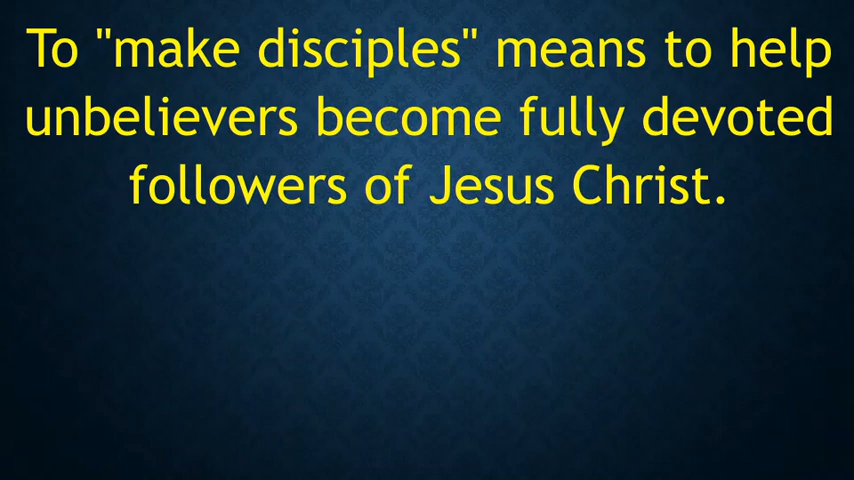 To "make disciples" means to help
unbelievers become fully devoted
followers of Jesus Christ.